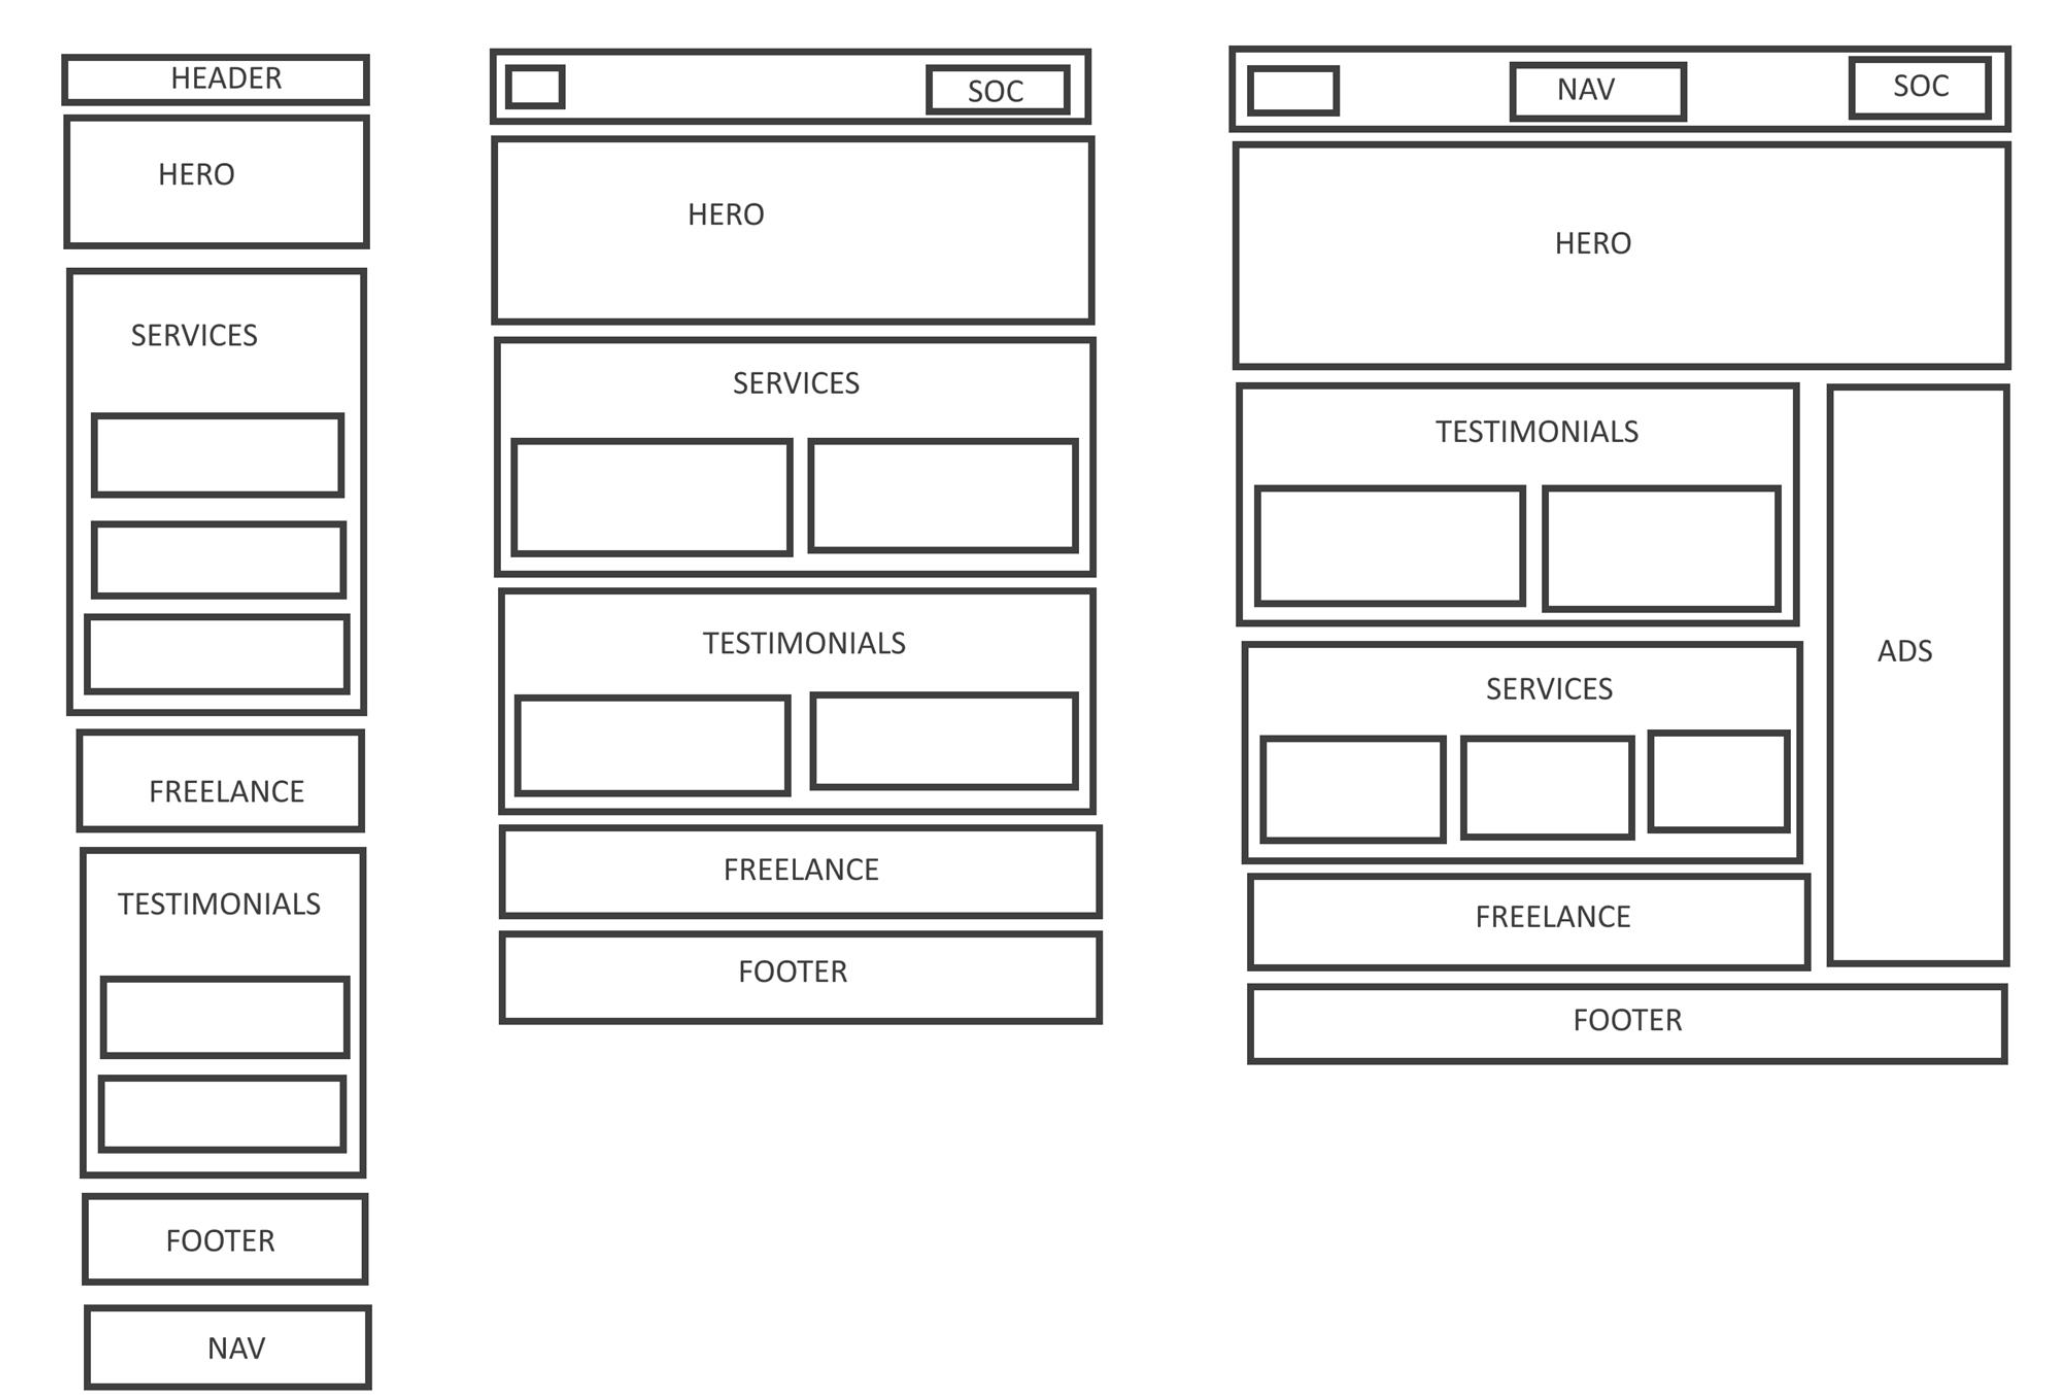 HEADER
HERO
SERVICES
FREELANCE
TESTIMONIALS
FOOTER
NAV
SOC
HERO
SERVICES
TESTIMONIALS
FREELANCE
FOOTER
NAV
SOC
HERO
TESTIMONIALS
ADS
SERVICES
FREELANCE
FOOTER